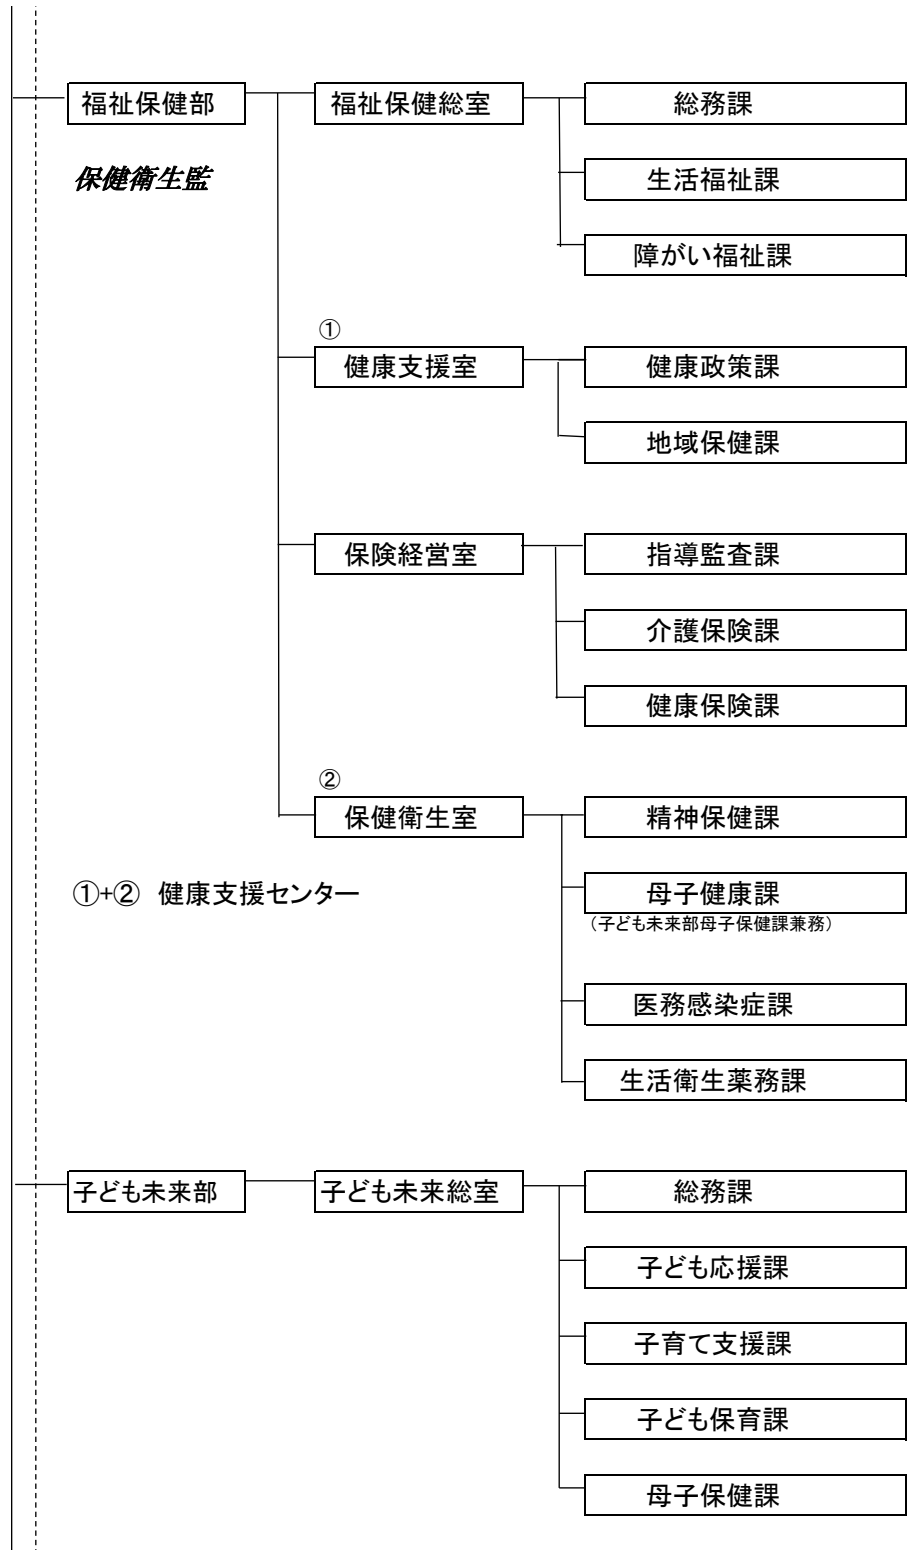 福祉保健部 福祉保健総室 総務課
保健衛生監 生活福祉課
障がい福祉課
①
健康支援室 健康政策課
地域保健課
保険経営室 指導監査課
介護保険課
健康保険課
②
保健衛生室 精神保健課
①+② 健康支援センター 母子健康課
(子ども未来部母子保健課兼務)
医務感染症課
生活衛生薬務課
子ども未来部 子ども未来総室 総務課
子ども応援課
子育て支援課
子ども保育課
母子保健課